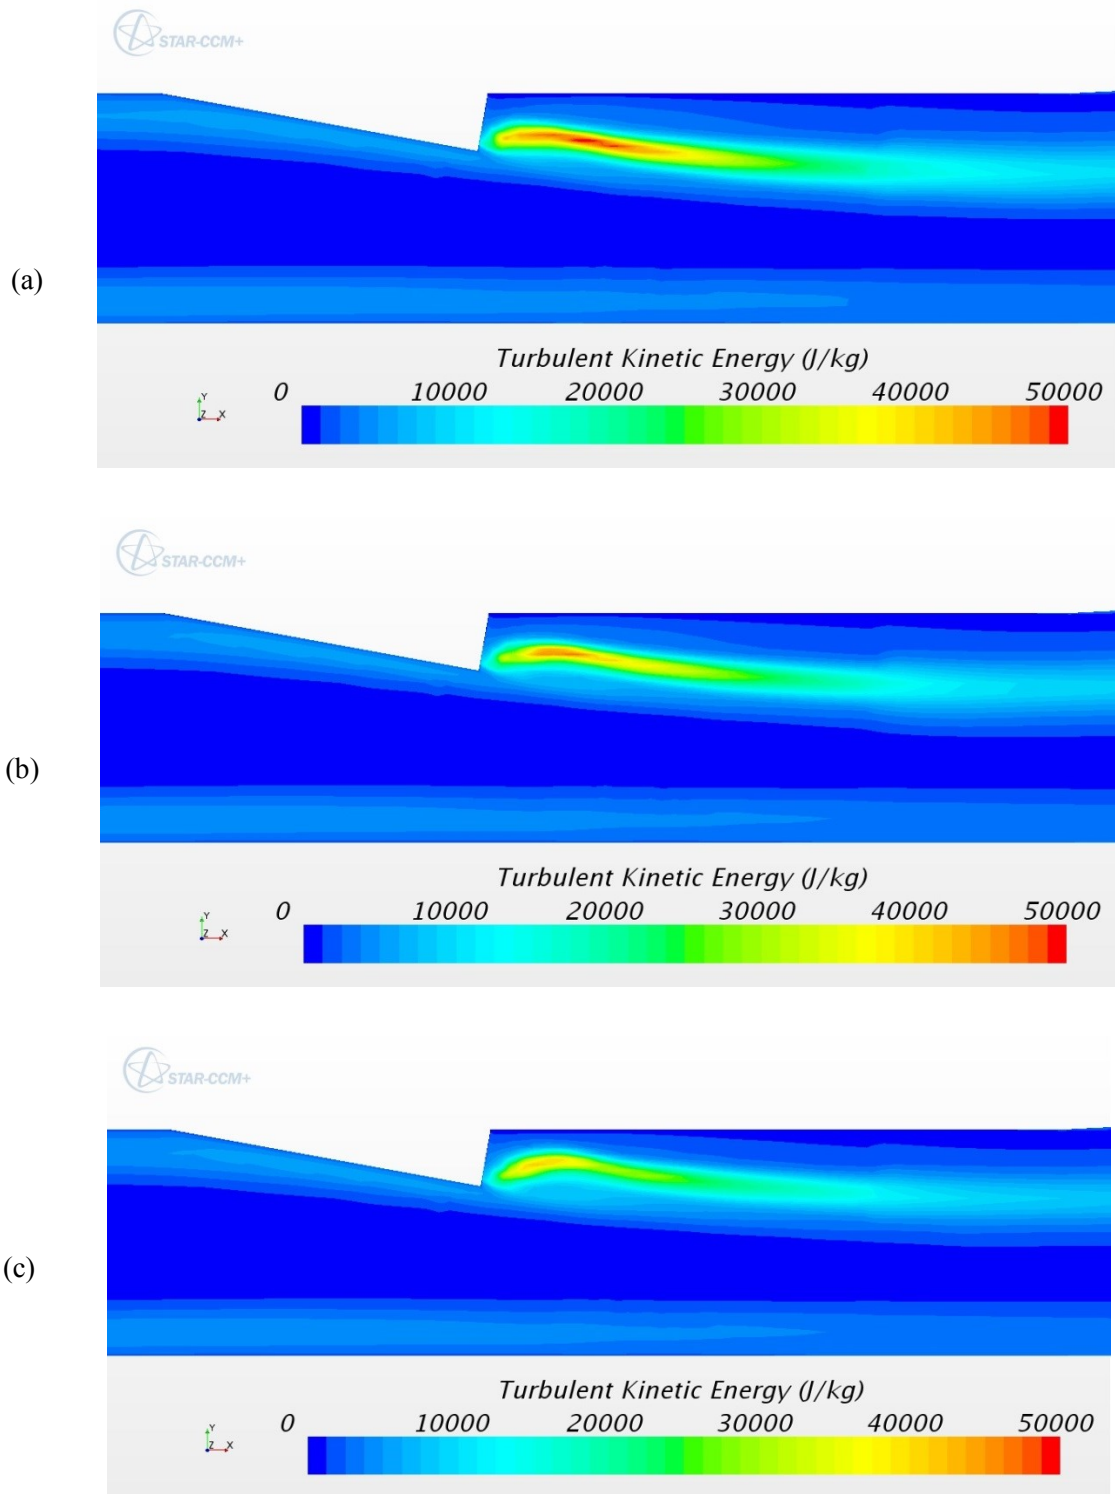 STAR-CCM+
(a)
Turbulent Kinetic Energy (J/kg)
0 10000 20000 30000 40000 50000
Y
Z X
STAR-CCM+
(b)
Turbulent Kinetic Energy (J/kg)
0 10000 20000 30000 40000 50000
Y
Z X
STAR-CCM+
(c)
Turbulent Kinetic Energy (J/kg)
0 10000 20000 30000 40000 50000
Y
Z X